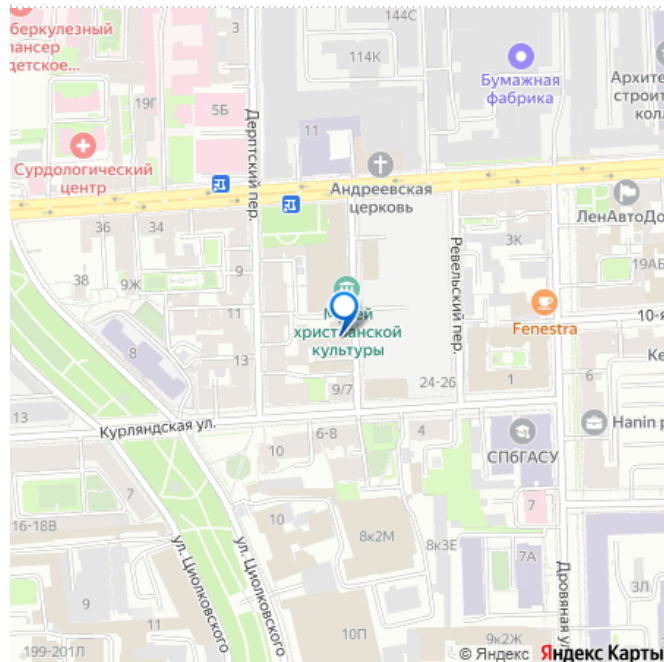 144С
беркулезный
пансер
детское...
3
114К
Бумажная
фабрика
Архите
строит
колл
19Г
5Б
Дерптский пер.
11
Сурдологический
центр
Андреевская
церковь
ЛенАвтоДо
36
34
3К
38
9Ж
9
11
Ревельский пер.
19АБ
8
христианской
культуры
Fenestra
10-я
13
9/7
24-26
1
6
Ке
13
Курляндская ул.
6-8
4
10
СПбГАСУ
Hanin p
7
16-18В
10
8к2М
8к3Е
7
7А
ул. Циолковского
ул. Циолковского
Дровяная ул
9
11
3Л
199-201Л
10П
9к2Ж
© Яндекс Яндекс Карты